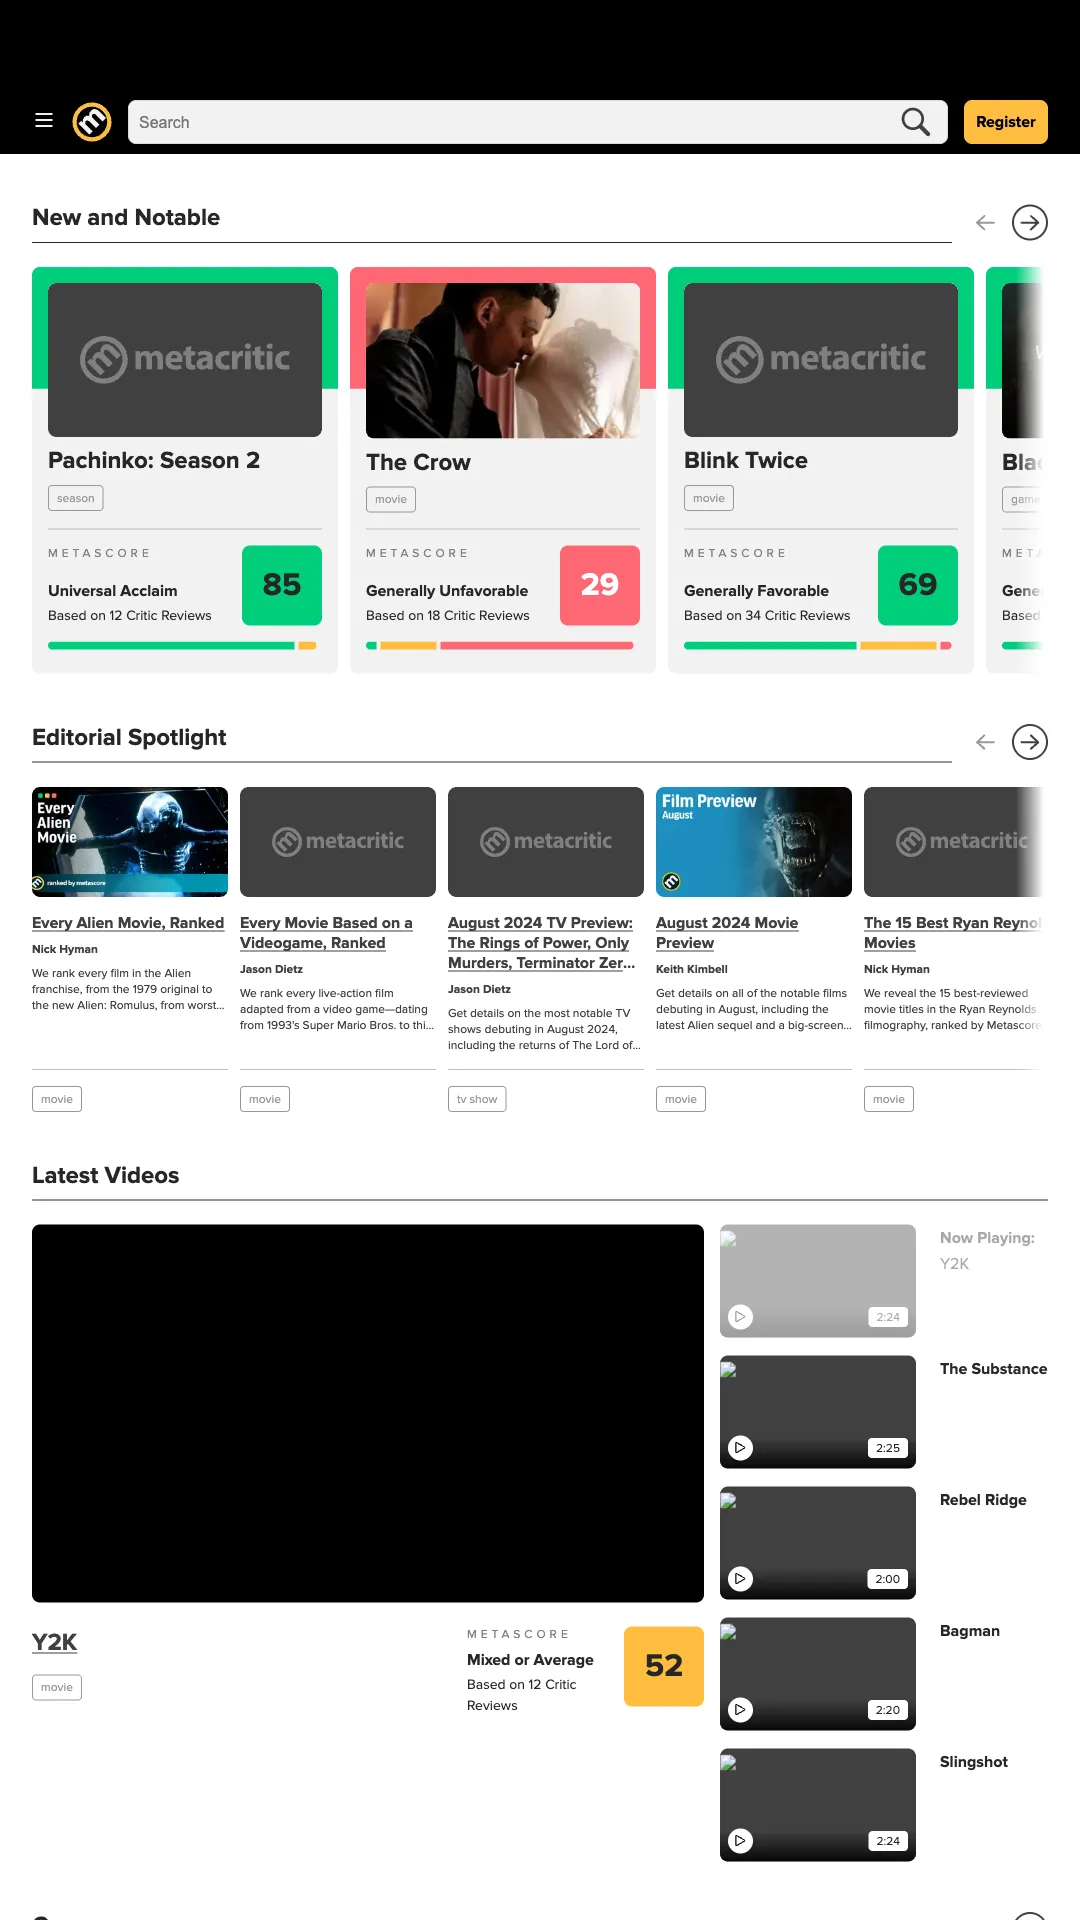 Search
Register
New and Notable
metacritic
Pachinko: Season 2
season
METASCORE
Universal Acclaim
Based on 12 Critic Reviews
85
The Crow
movie
METASCORE
Generally Unfavorable
Based on 18 Critic Reviews
29
metacritic
Blink Twice
movie
METASCORE
Generally Favorable
Based on 34 Critic Reviews
69
game
Based
Editorial Spotlight
Every
Alien
Movie
ranked by metascore
Every Alien Movie, Ranked
Nick Hyman
We rank every film in the Alien
franchise, from the 1979 original to
the new Alien: Romulus, from worst...
movie
metacritic
Every Movie Based on a
Videogame, Ranked
Jason Dietz
We rank every live-action film
adapted from a video game—dating
from 1993's Super Mario Bros. to thi...
movie
metacritic
August 2024 TV Preview:
The Rings of Power, Only
Murders, Terminator Zer...
Jason Dietz
Get details on the most notable TV
shows debuting in August 2024,
including the returns of The Lord of...
tv show
Film Preview
August
August 2024 Movie
Preview
Keith Kimbell
Get details on all of the notable films
debuting in August, including the
latest Alien sequel and a big-screen...
movie
metacritic
The 15 Best Ryan Reynol
Movies
Nick Hyman
We reveal the 15 best-reviewed
movie titles in the Ryan Reynolds
filmography, ranked by Metascore
movie
Latest Videos
Y2K
movie
METASCORE
Mixed or Average
Based on 12 Critic
Reviews
52
Now Playing:
Y2K
2:24
The Substance
2:25
Rebel Ridge
2:00
Bagman
2:20
Slingshot
2:24